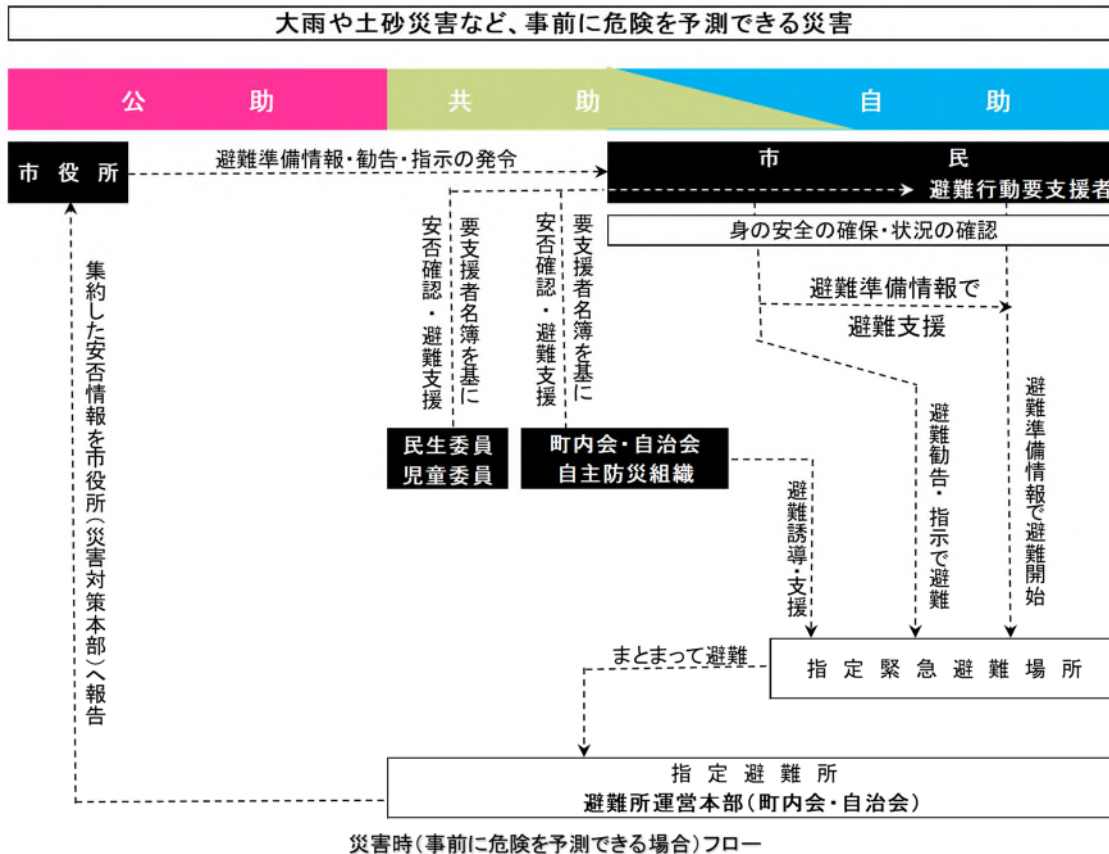 大雨や土砂災害など、事前に危険を予測できる災害
公助
共助
自助
市役所
避難準備情報・勧告・指示の発令
市民
避難行動要支援者
身の安全の確保・状況の確認
要支援者名簿を基に
安否確認・避難支援
要支援者名簿を基に
安否確認・避難支援
避難準備情報で
避難支援
集約した安否情報を市役所(災害対策本部)へ報告
民生委員
児童委員
町内会・自治会
自主防災組織
避難誘導・支援
避難勧告・指示で避難
避難準備情報で避難開始
まとまって避難
指定緊急避難場所
指定避難所
避難所運営本部(町内会・自治会)
災害時(事前に危険を予測できる場合)フロー